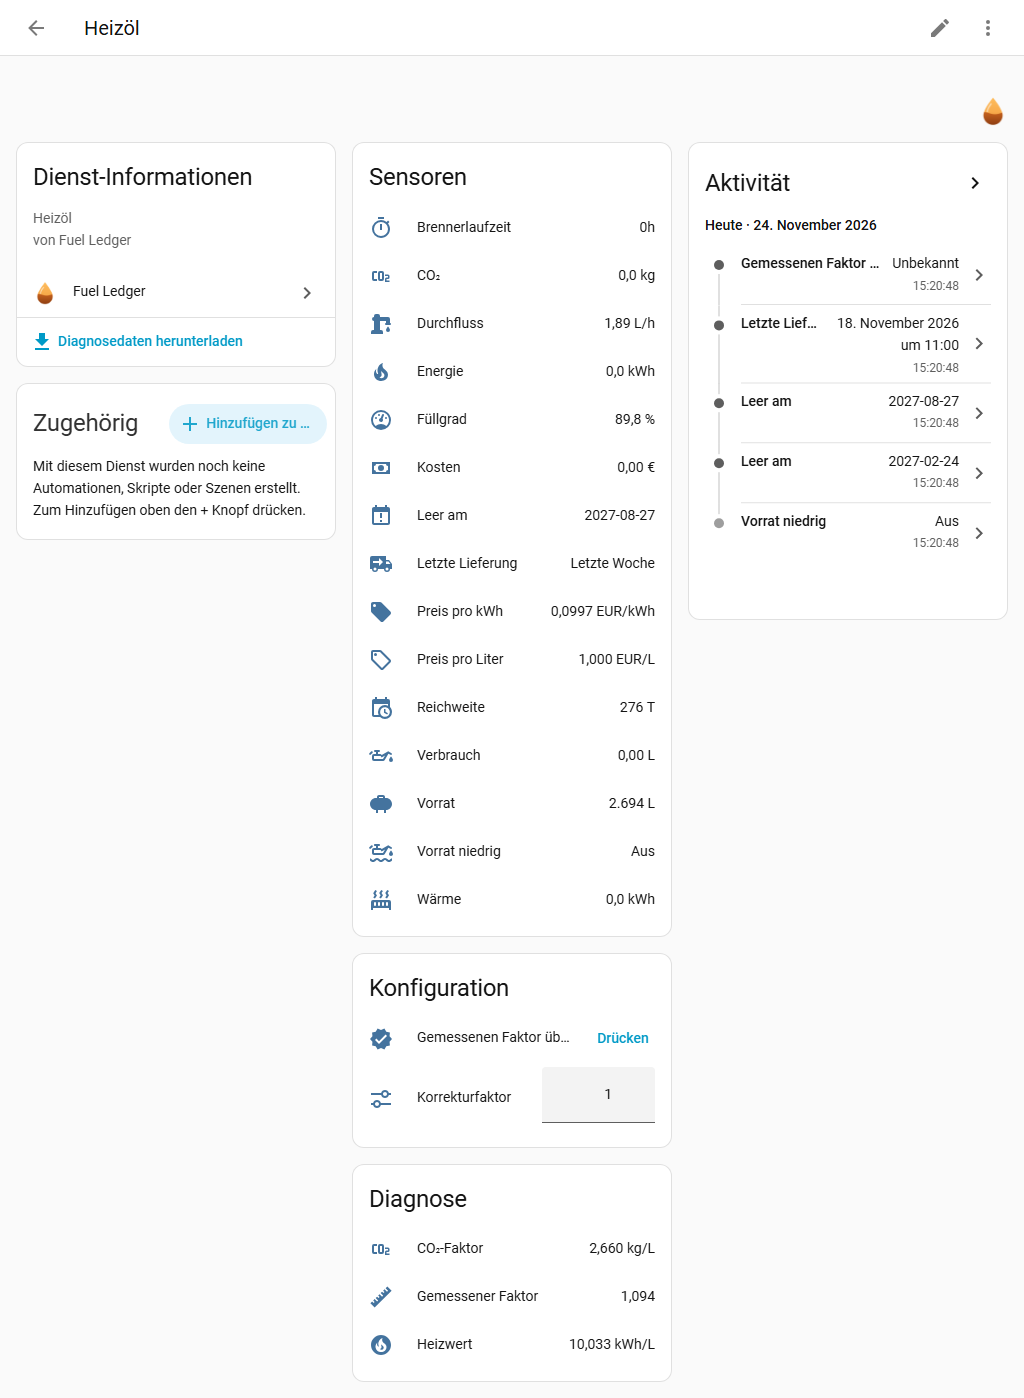 Heizöl
Dienst-Informationen
Heizöl
von Fuel Ledger
Fuel Ledger
Diagnosedaten herunterladen
Zugehörig
Hinzufügen zu ...
Mit diesem Dienst wurden noch keine
Automationen, Skripte oder Szenen erstellt.
Zum Hinzufügen oben den + Knopf drücken.
Sensoren
Brennerlaufzeit 0h
CO₂ 0,0 kg
Durchfluss 1,89 L/h
Energie 0,0 kWh
Füllgrad 89,8 %
Kosten 0,00 €
Leer am 2027-08-27
Letzte Lieferung Letzte Woche
Preis pro kWh 0,0997 EUR/kWh
Preis pro Liter 1,000 EUR/L
Reichweite 276 T
Verbrauch 0,00 L
Vorrat 2.694 L
Vorrat niedrig Aus
Wärme 0,0 kWh
Konfiguration
Gemessenen Faktor üb... Drücken
Korrekturfaktor 1
Diagnose
CO₂-Faktor 2,660 kg/L
Gemessener Faktor 1,094
Heizwert 10,033 kWh/L
Aktivität
Heute · 24. November 2026
Gemessenen Faktor ... Unbekannt
15:20:48
Letzte Lief... 18. November 2026
um 11:00
15:20:48
Leer am 2027-08-27
15:20:48
Leer am 2027-02-24
15:20:48
Vorrat niedrig Aus
15:20:48